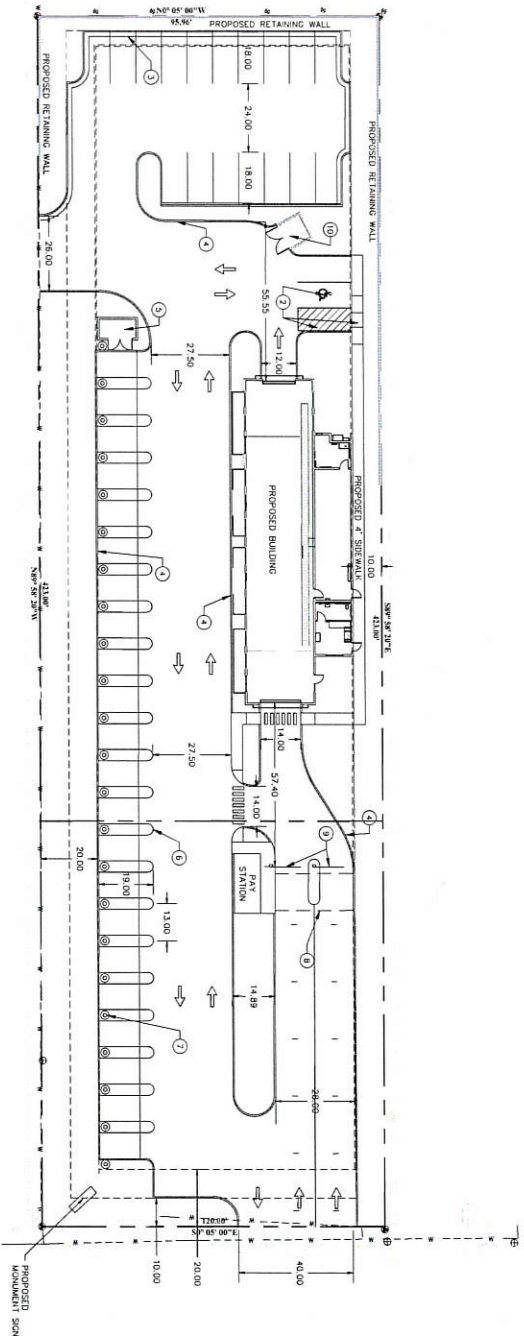 N0° 05' 00"W
95.96'
PROPOSED RETAINING WALL
PROPOSED RETAINING WALL
PROPOSED RETAINING WALL
3
18.00
24.00
18.00
4
10
26.00
5
2
55.55
12.00
27.50
PROPOSED BUILDING
PROPOSED 4' SIDEWALK
10.00
S89° 58' 20"E
423.00'
423.00'
N89° 58' 20"W
4
4
14.00
57.40
27.50
14.00
4
9
PAY
STATION
6
20.00
19.00
13.00
8
14.89
7
28.00
120.00'
S0° 05' 00"E
10.00
20.00
40.00
PROPOSED
MONUMENT SIGN